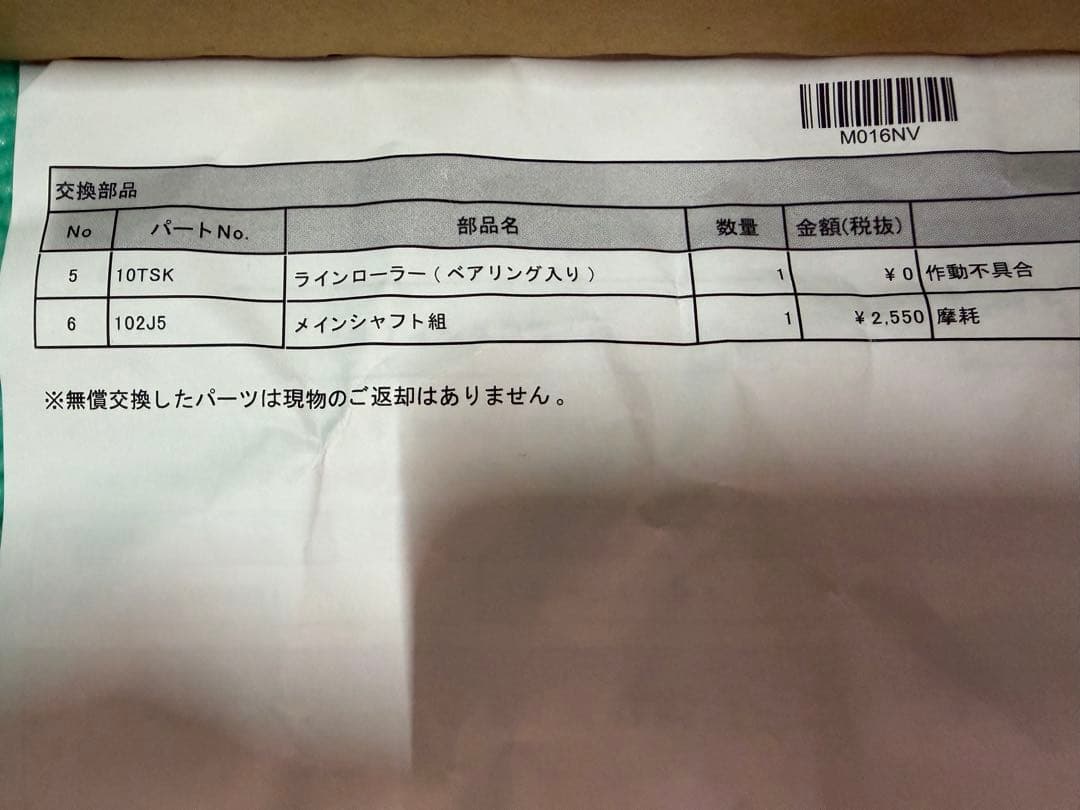 M016NV
交換部品
No パートNo. 部品名 数量 金額(税抜)
5 10TSK ラインローラー(ベアリング入り) 1 ¥0 作動不具合
6 102J5 メインシャフト組 1 ¥2,550 摩耗
※無償交換したパーツは現物のご返却はありません。